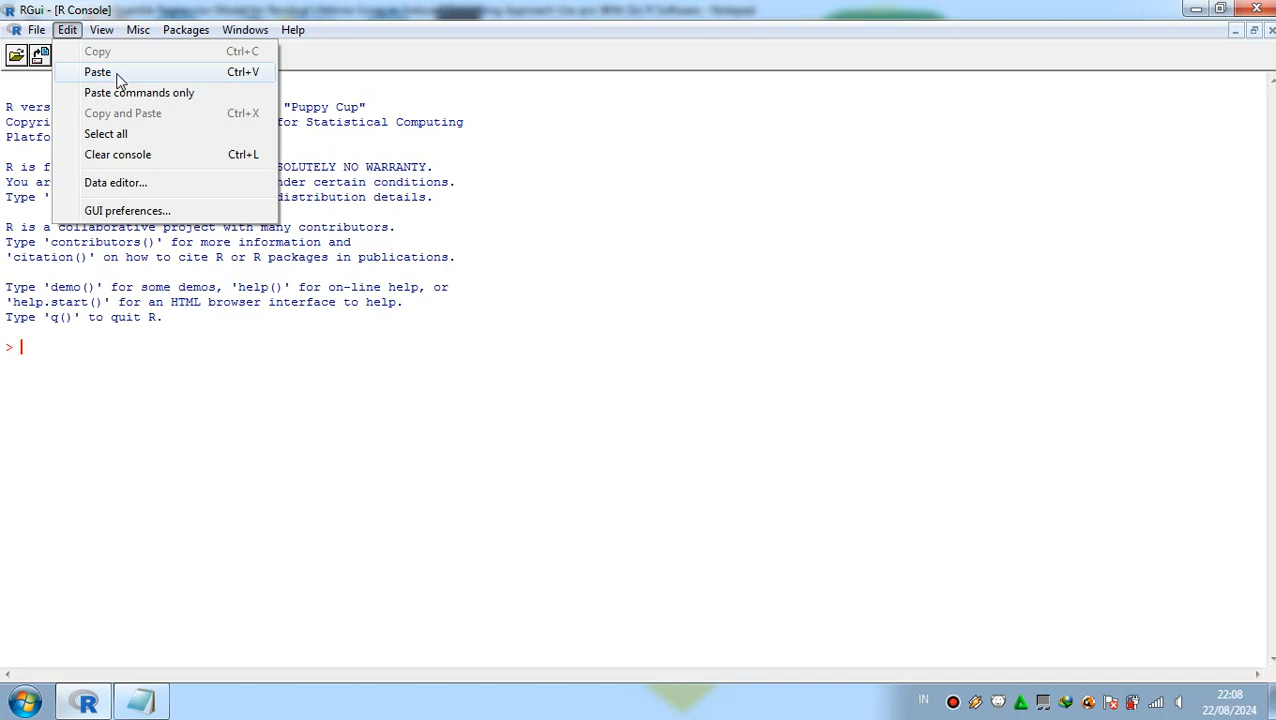 RGui - [R Console]
Notepad
File Edit View Misc Packages Windows Help
Copy Ctrl+C
Paste Ctrl+V
Paste commands only
Copy and Paste Ctrl+X
Select all
Clear console Ctrl+L
Data editor...
GUI preferences...
R vers "Puppy Cup"
Copyri for Statistical Computing
Platfo
R is f SOLUTELY NO WARRANTY.
You ar nder certain conditions.
Type ' distribution details.
R is a collaborative project with many contributors.
Type 'contributors()' for more information and
'citation()' on how to cite R or R packages in publications.
Type 'demo()' for some demos, 'help()' for on-line help, or
'help.start()' for an HTML browser interface to help.
Type 'q()' to quit R.
>
IN
22:08
22/08/2024